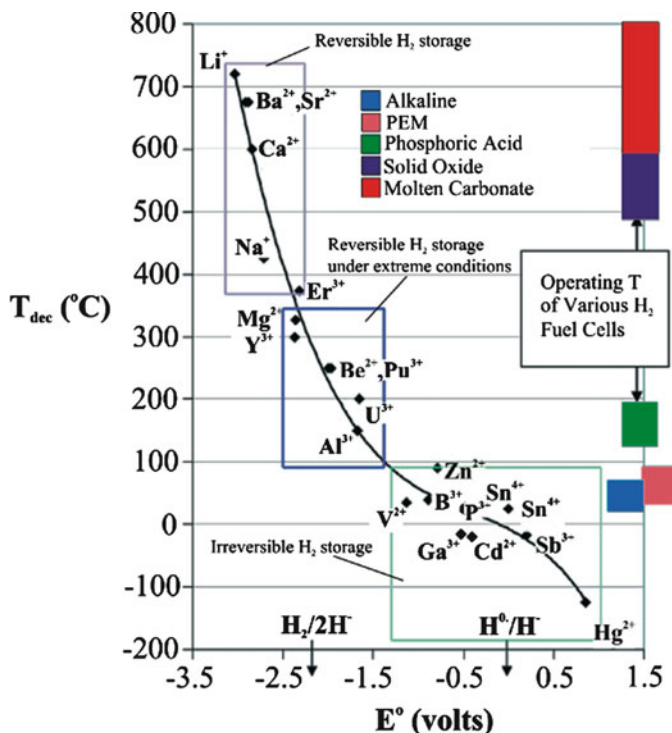 800
700
600
500
400
300
200
100
0
-100
-200
T_dec (°C)
Reversible H₂ storage
Li⁺
Ba²⁺,Sr²⁺
Ca²⁺
Na⁺
Er³⁺
Alkaline
PEM
Phosphoric Acid
Solid Oxide
Molten Carbonate
Reversible H₂ storage
under extreme conditions
Operating T
of Various H₂
Fuel Cells
Mg²⁺
Y³⁺
Be²⁺,Pu³⁺
U³⁺
Al³⁺
Zn²⁺
Sn⁴⁺
B³⁺
P³⁻
Sn⁴⁺
V²⁺
Ga³⁺
Cd²⁺
Sb³⁻
Irreversible H₂ storage
H₂/2H⁻
H⁰·/H⁻
Hg²⁺
-3.5 -2.5 -1.5 -0.5 0.5 1.5
E° (volts)